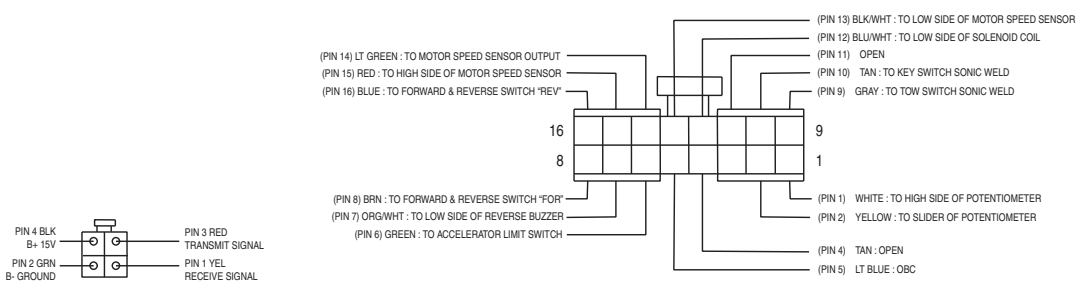 (PIN 13) BLK/WHT : TO LOW SIDE OF MOTOR SPEED SENSOR
(PIN 12) BLU/WHT : TO LOW SIDE OF SOLENOID COIL
(PIN 14) LT GREEN : TO MOTOR SPEED SENSOR OUTPUT
(PIN 11) OPEN
(PIN 15) RED : TO HIGH SIDE OF MOTOR SPEED SENSOR
(PIN 10) TAN : TO KEY SWITCH SONIC WELD
(PIN 16) BLUE : TO FORWARD & REVERSE SWITCH "REV"
(PIN 9) GRAY : TO TOW SWITCH SONIC WELD
16
9
8
1
(PIN 8) BRN : TO FORWARD & REVERSE SWITCH "FOR"
(PIN 1) WHITE : TO HIGH SIDE OF POTENTIOMETER
(PIN 7) ORG/WHT : TO LOW SIDE OF REVERSE BUZZER
(PIN 2) YELLOW : TO SLIDER OF POTENTIOMETER
(PIN 6) GREEN : TO ACCELERATOR LIMIT SWITCH
(PIN 4) TAN : OPEN
(PIN 5) LT BLUE : OBC
PIN 4 BLK
B+ 15V
PIN 3 RED
TRANSMIT SIGNAL
PIN 2 GRN
B- GROUND
PIN 1 YEL
RECEIVE SIGNAL